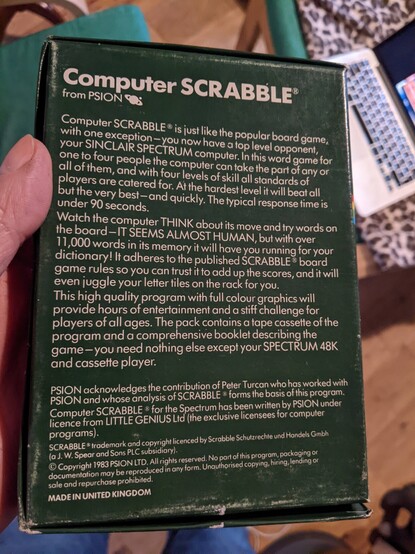 Computer SCRABBLE®
from PSION
Computer SCRABBLE® is just like the popular board game,
with one exception—you now have a top level opponent,
your SINCLAIR SPECTRUM computer. In this word game for
one to four people the computer can take the part of any or
all of them, and with four levels of skill all standards of
players are catered for. At the hardest level it will beat all
but the very best—and quickly. The typical response time is
under 90 seconds.
Watch the computer THINK about its move and try words on
the board—IT SEEMS ALMOST HUMAN, but with over
11,000 words in its memory it will have you running for your
dictionary! It adheres to the published SCRABBLE® board
game rules so you can trust it to add up the scores, and it will
even juggle your letter tiles on the rack for you.
This high quality program with full colour graphics will
provide hours of entertainment and a stiff challenge for
players of all ages. The pack contains a tape cassette of the
program and a comprehensive booklet describing the
game—you need nothing else except your SPECTRUM 48K
and cassette player.
PSION acknowledges the contribution of Peter Turcan who has worked with
PSION and whose analysis of SCRABBLE® forms the basis of this program.
Computer SCRABBLE® for the Spectrum has been written by PSION under
licence from LITTLE GENIUS Ltd (the exclusive licensees for computer
programs).
SCRABBLE® trademark and copyright licenced by Scrabble Schutzrechte und Handels GmbH
(a J. W. Spear and Sons PLC subsidiary).
© Copyright 1983 PSION LTD. All rights reserved. No part of this program, packaging or
documentation may be reproduced in any form. Unauthorised copying, hiring, lending or
sale and repurchase prohibited.
MADE IN UNITED KINGDOM